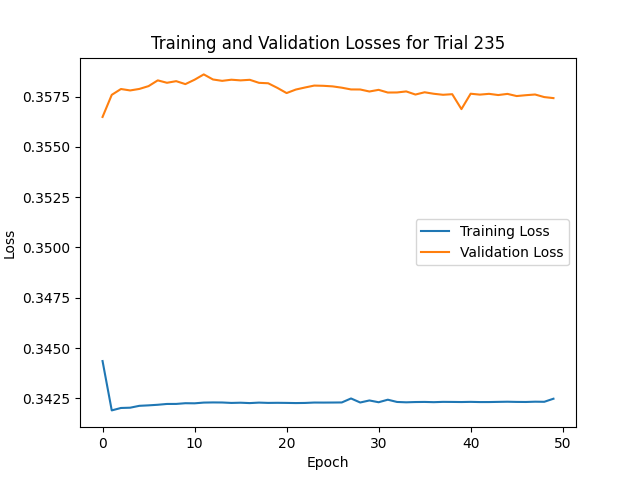 Training and Validation Losses for Trial 235
Loss
0.3575
0.3550
0.3525
0.3500
0.3475
0.3450
0.3425
Training Loss
Validation Loss
0 10 20 30 40 50
Epoch